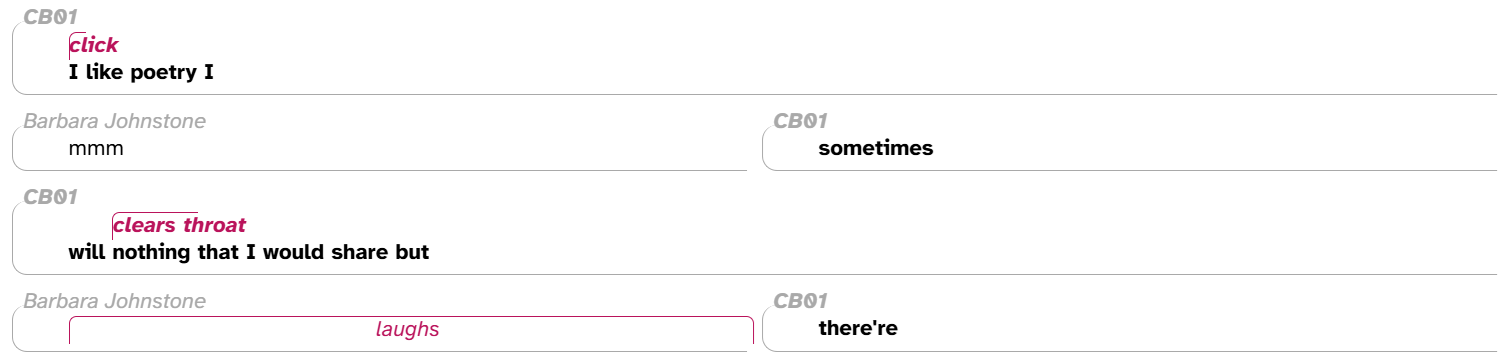 CB01
click
I like poetry I
Barbara Johnstone
mmm
CB01
sometimes
CB01
clears throat
will nothing that I would share but
Barbara Johnstone
laughs
CB01
there're